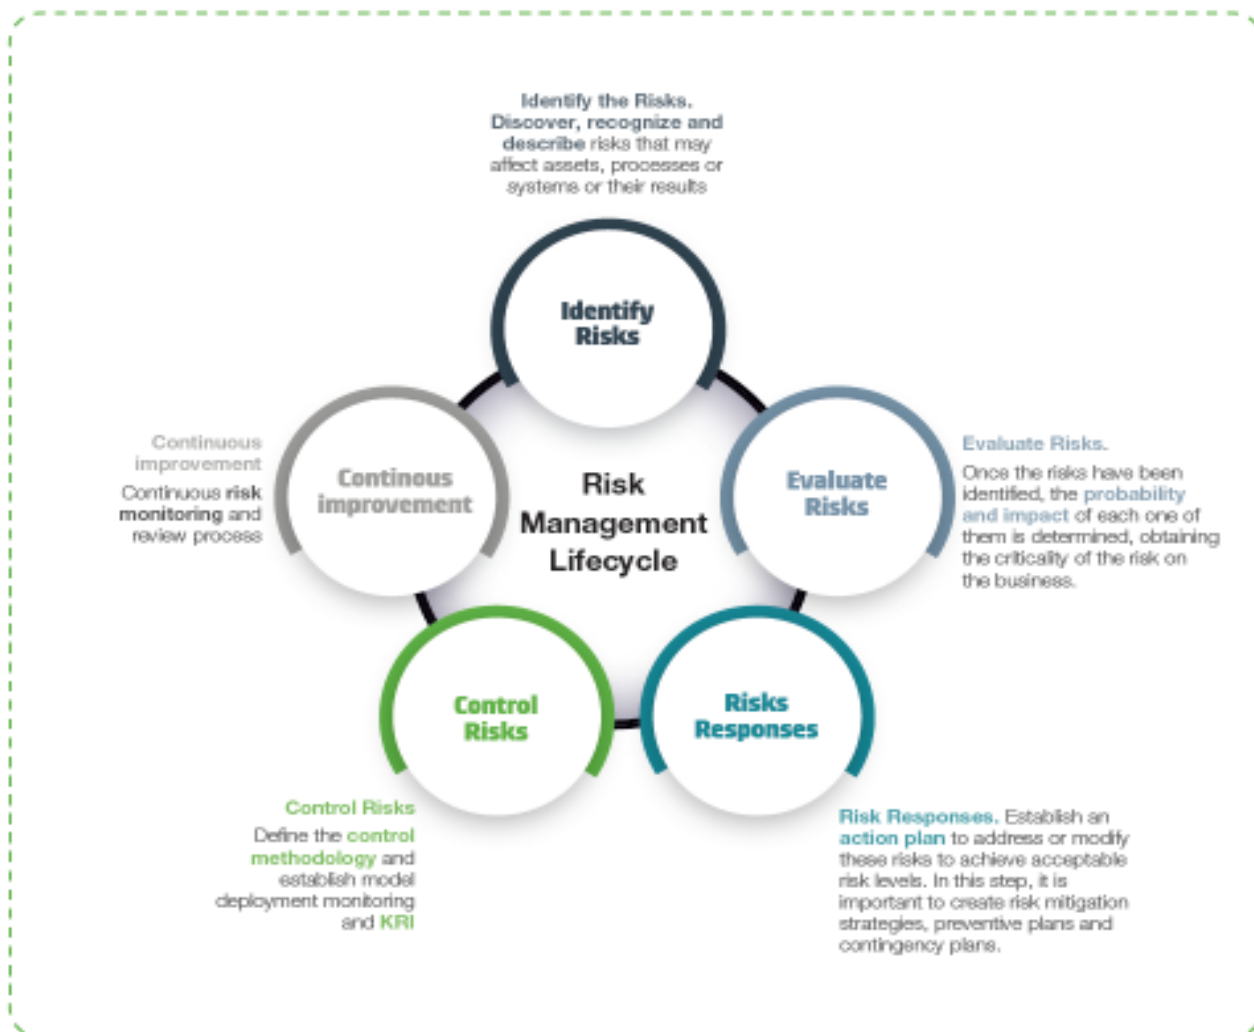 Identify the Risks.
Discover, recognize and
describe risks that may
affect assets, processes or
systems or their results
Identify
Risks
Continuous
improvement
Continuous risk
monitoring and
review process
Continous
improvement
Risk
Management
Lifecycle
Evaluate
Risks
Evaluate Risks.
Once the risks have been
identified, the probability
and impact of each one of
them is determined, obtaining
the criticality of the risk on
the business.
Control
Risks
Risks
Responses
Control Risks
Define the control
methodology and
establish model
deployment monitoring
and KRI
Risk Responses. Establish an
action plan to address or modify
these risks to achieve acceptable
risk levels. In this step, it is
important to create risk mitigation
strategies, preventive plans and
contingency plans.